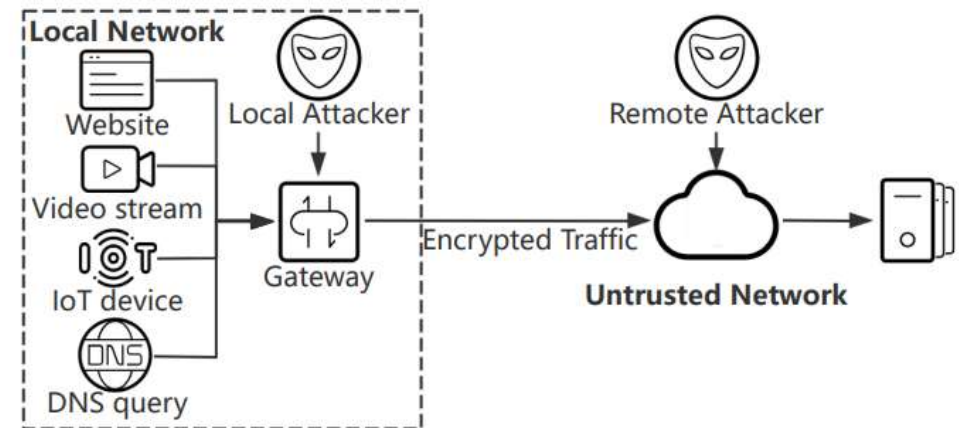 Local Network
Website
Local Attacker
Remote Attacker
Video stream
Encrypted Traffic
IOT
IoT device
Gateway
Untrusted Network
DNS
DNS query